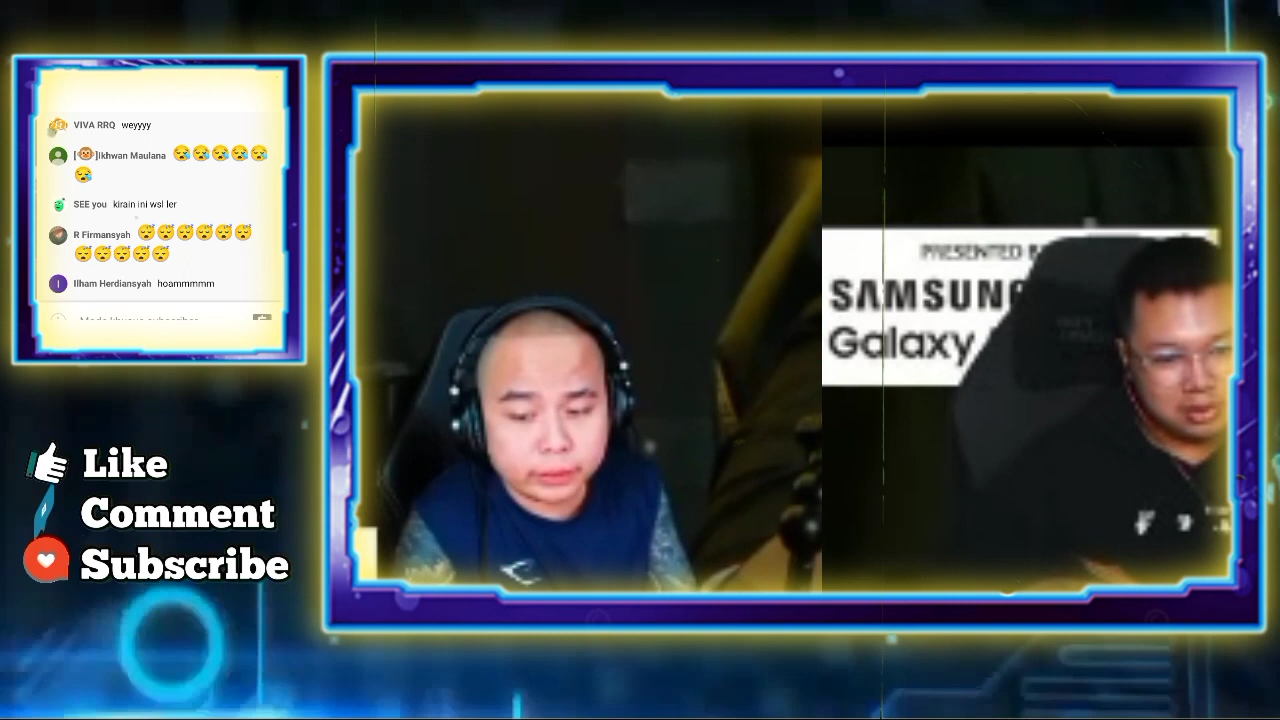 VIVA RRQ weyyyy
[🐵]Ikhwan Maulana 😪😪😪😪😪
😪
SEE you kirain ini wsl ler
R Firmansyah 😴😴😴😴😴😴
😴😴😴😴😴
I Ilham Herdiansyah hoammmmm
Like
Comment
Subscribe
PRESENTED
SAMSUNG
Galaxy